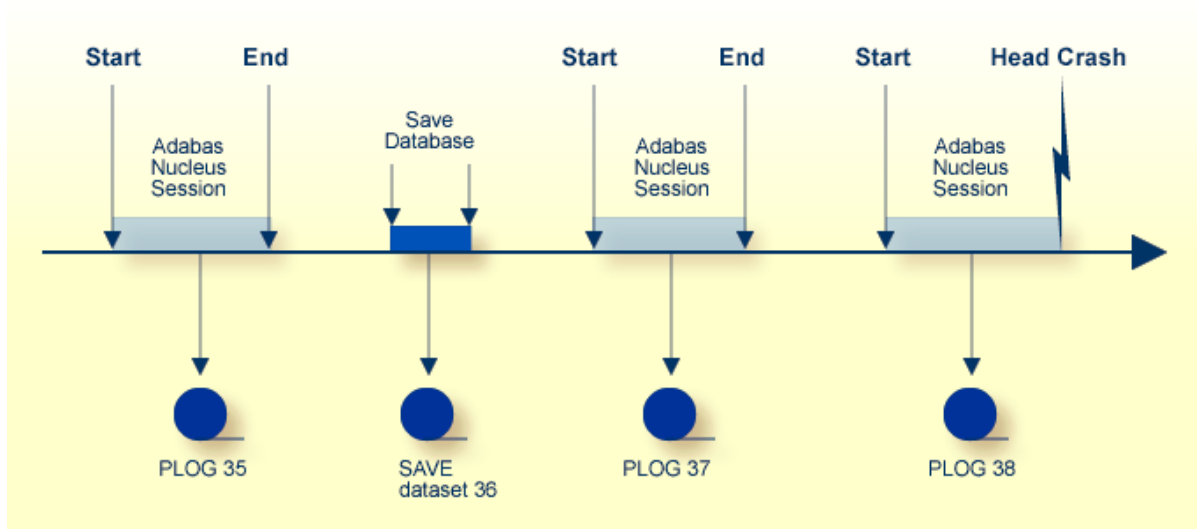 Start
End
Start
End
Start
Head Crash
Save
Database
Adabas
Nucleus
Session
Adabas
Nucleus
Session
Adabas
Nucleus
Session
PLOG 35
SAVE
dataset 36
PLOG 37
PLOG 38